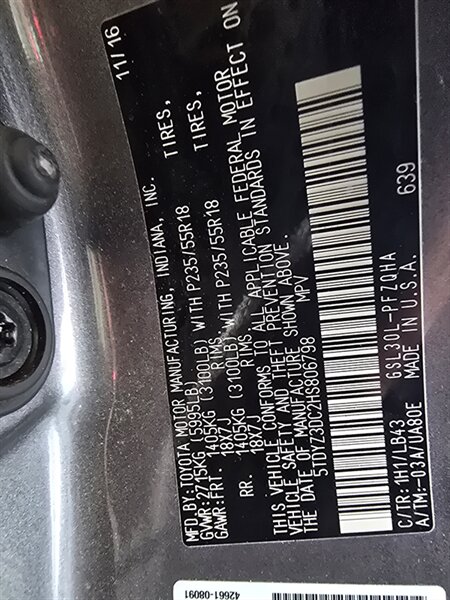 MFD.BY:TOYOTA MOTOR MANUFACTURING, INDIANA, INC. 11/16
GVWR:2715KG (5995LB)
GAWR:FRT. 1405KG (3100LB) WITH P235/55R18 TIRES,
18X7J RIMS,
RR. 1405KG (3100LB) WITH P235/55R18 TIRES,
18X7J RIMS
THIS VEHICLE CONFORMS TO ALL APPLICABLE FEDERAL MOTOR
VEHICLE SAFETY AND THEFT PREVENTION STANDARDS IN EFFECT
ON THE DATE OF MANUFACTURE SHOWN ABOVE.
5TDYZ3DC2HS806798 MPV
C/TR:1H1/LB43 GSL30L-PFZQHA 639
A/TM:-03A/UA80E MADE IN U.S.A.
42661-08091